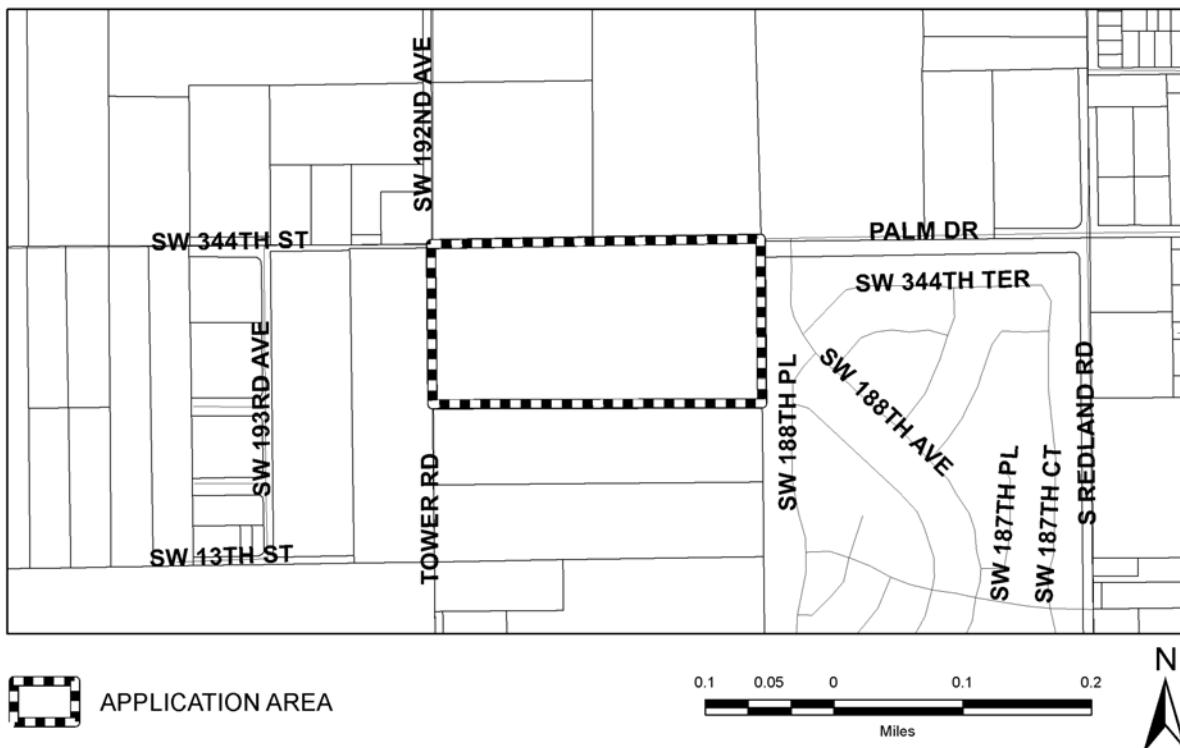 SW 192ND AVE
SW 344TH ST
PALM DR
SW 344TH TER
SW 193RD AVE
SW 188TH PL
SW 188TH AVE
S REDLAND RD
TOWER RD
SW 187TH PL
SW 187TH CT
SW 13TH ST
APPLICATION AREA
0.1 0.05 0 0.1 0.2
Miles
N